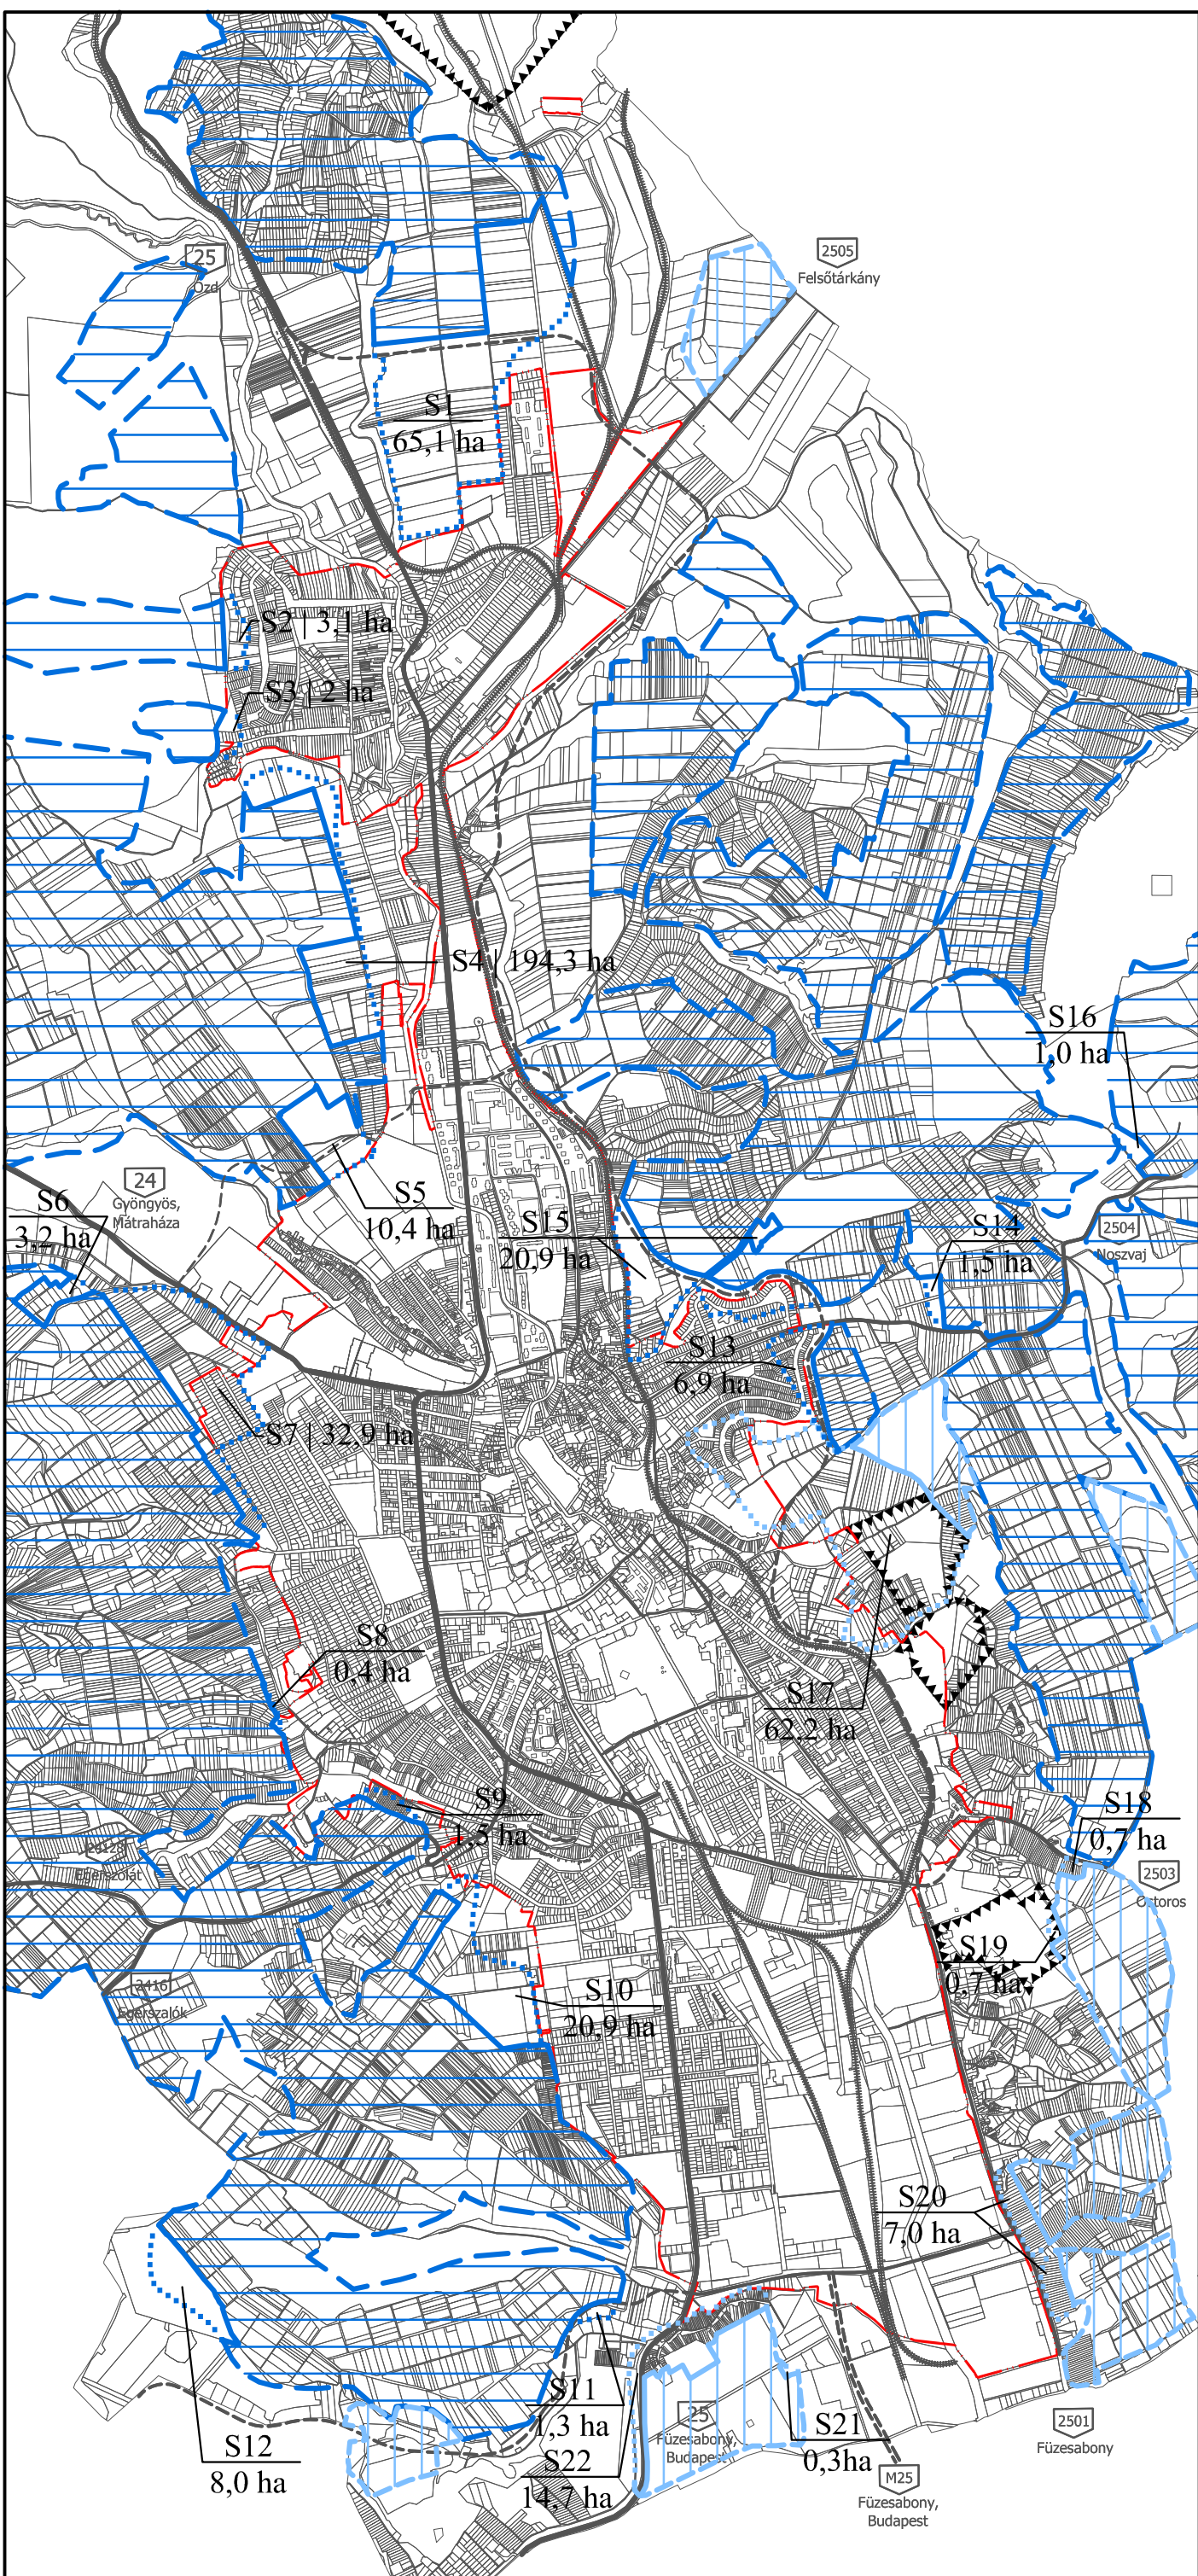 2505
Felsőtárkány
25
Ózd
S1
65,1 ha
S2 | 3,1 ha
S3 | 2 ha
S4 | 194,3 ha
S16
1,0 ha
24
Gyöngyös,
Mátraháza
S6
3,2 ha
S5
10,4 ha
S15
20,9 ha
S14
1,5 ha
2504
Noszvaj
S13
6,9 ha
S7 | 32,9 ha
S8
0,4 ha
S17
62,2 ha
S9
1,5 ha
S18
0,7 ha
Egerszólát
2503
Ostoros
S19
0,7 ha
2416
Egerszalók
S10
20,9 ha
S20
7,0 ha
S11
1,3 ha
25
Füzesabony,
Budapest
S21
0,3ha
2501
Füzesabony
S12
8,0 ha
S22
14,7 ha
M25
Füzesabony,
Budapest